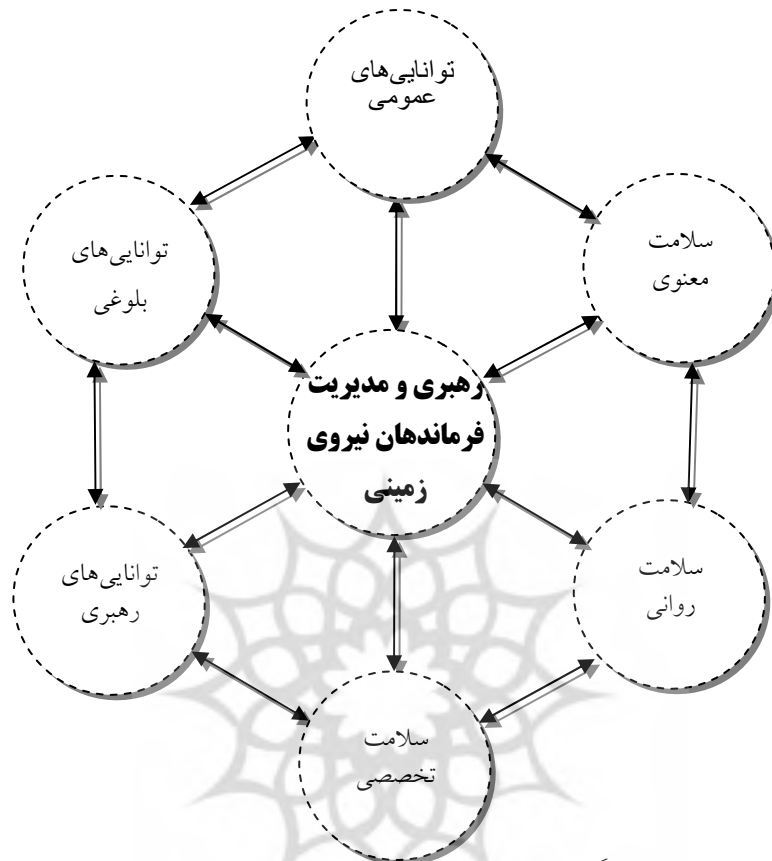 توانایی‌های
عمومی
سلامت
معنوی
توانایی‌های
بلوغی
رهبری و مدیریت
فرماندهان نیروی
زمینی
سلامت
روانی
توانایی‌های
رهبری
سلامت
تخصصی